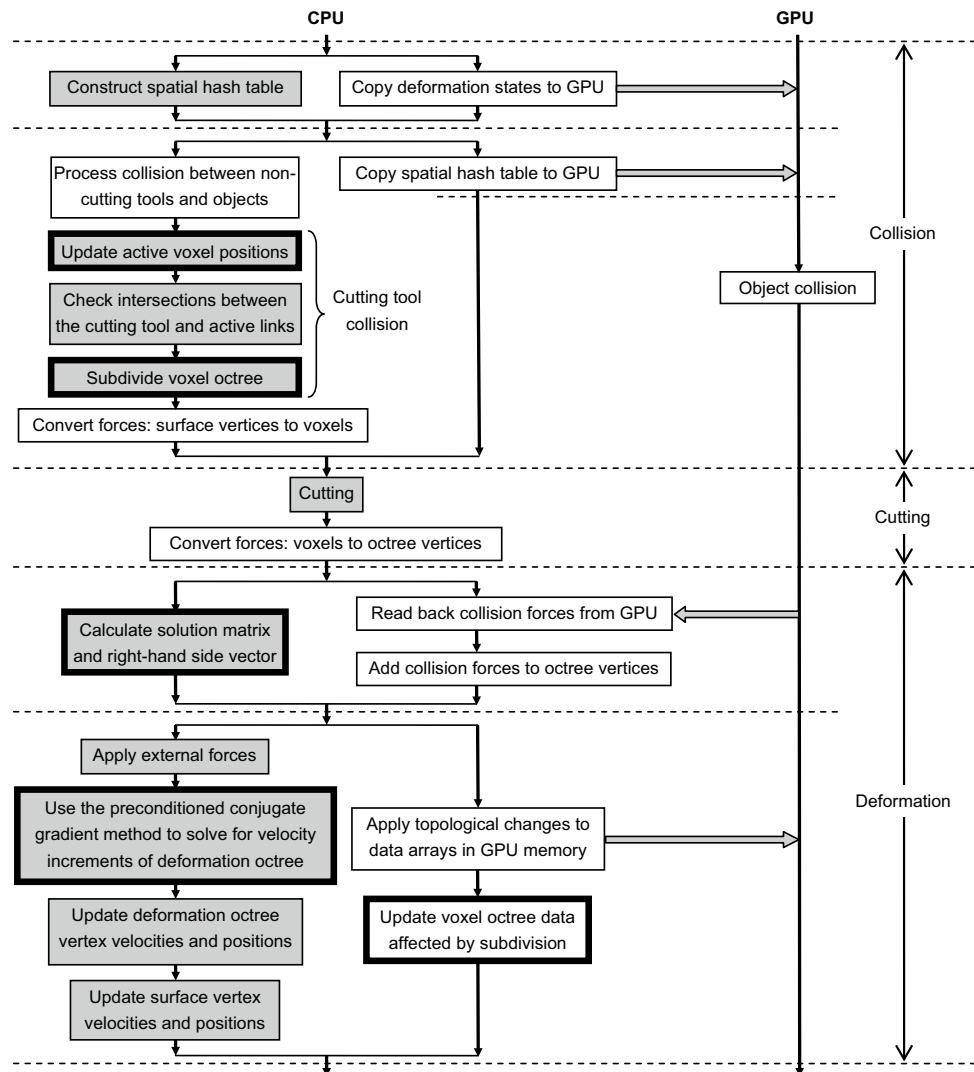 CPU
GPU
Construct spatial hash table
Copy deformation states to GPU
Process collision between non-
cutting tools and objects
Copy spatial hash table to GPU
Update active voxel positions
Check intersections between
the cutting tool and active links
Subdivide voxel octree
Cutting tool
collision
Object collision
Collision
Convert forces: surface vertices to voxels
Cutting
Convert forces: voxels to octree vertices
Cutting
Calculate solution matrix
and right-hand side vector
Read back collision forces from GPU
Add collision forces to octree vertices
Apply external forces
Use the preconditioned conjugate
gradient method to solve for velocity
increments of deformation octree
Apply topological changes to
data arrays in GPU memory
Deformation
Update deformation octree
vertex velocities and positions
Update voxel octree data
affected by subdivision
Update surface vertex
velocities and positions